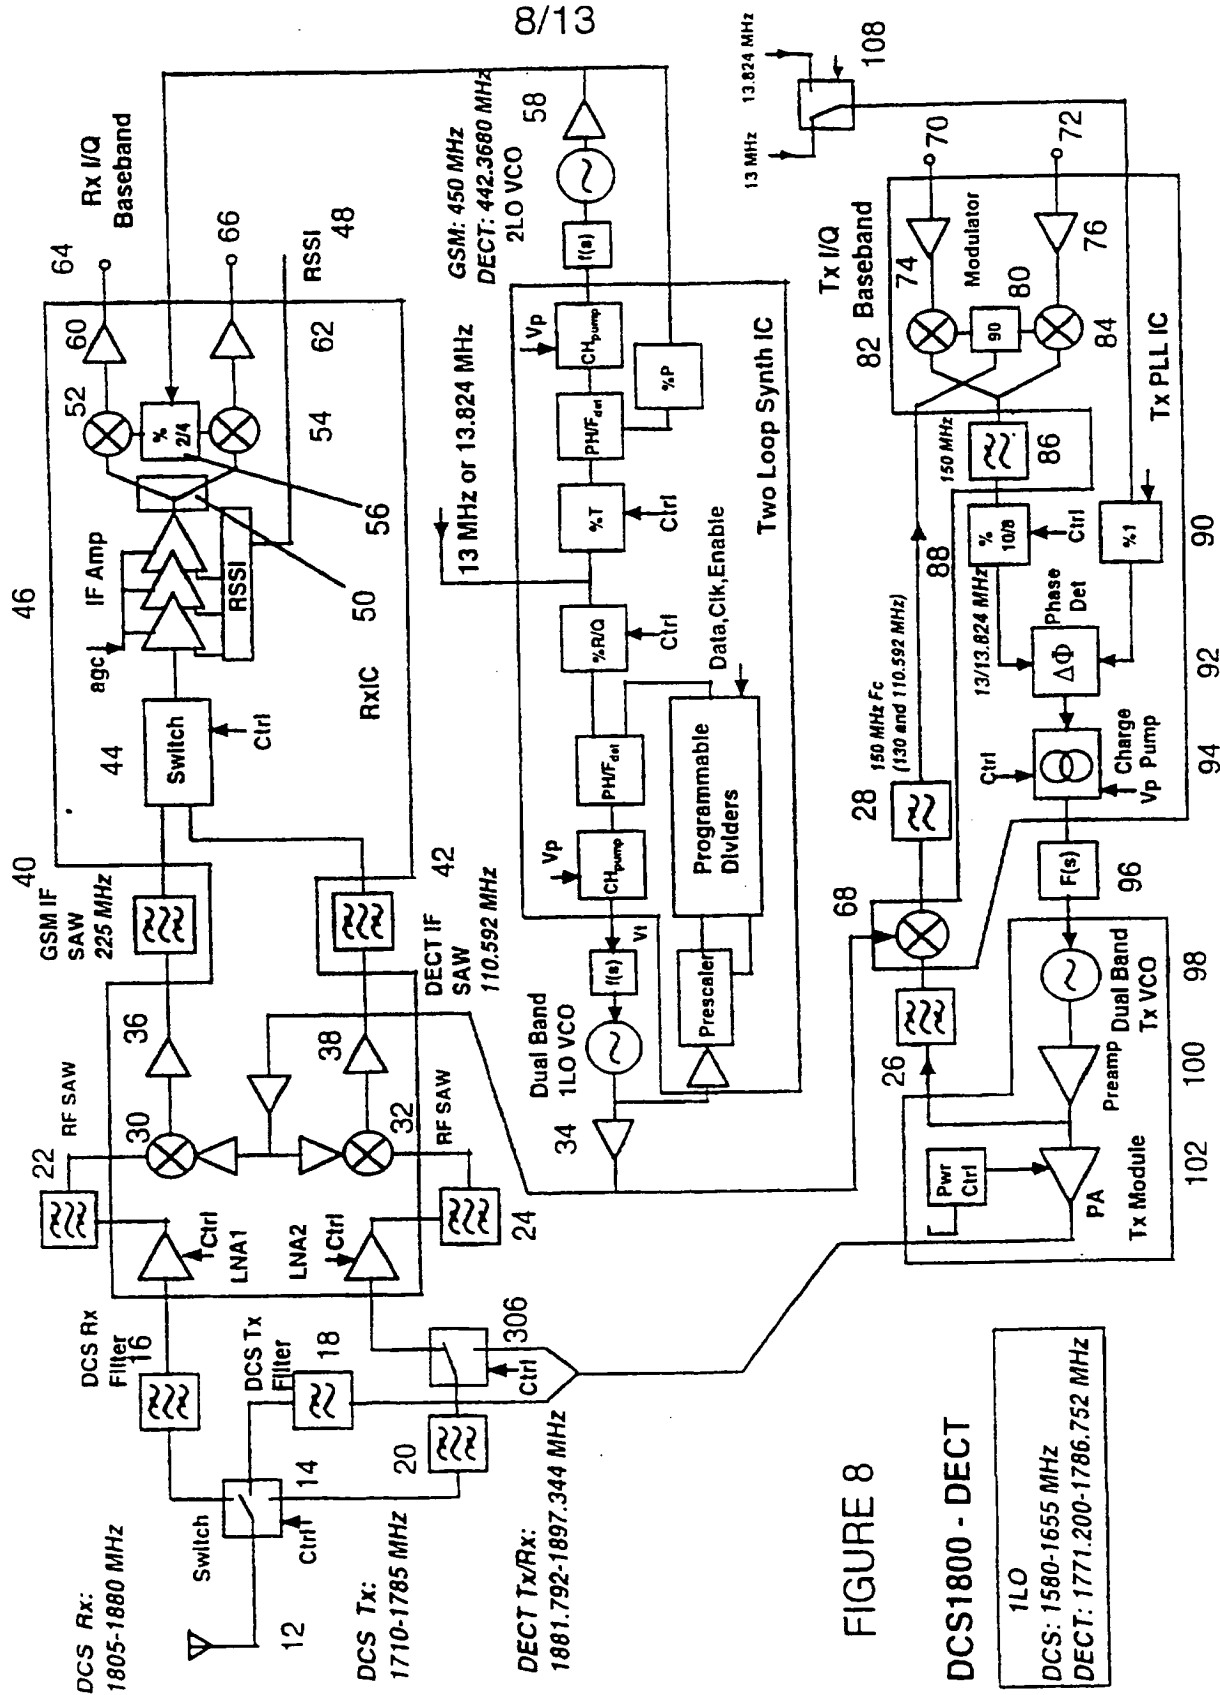 8/13
DCS Rx:
1805-1880 MHz
DCS Tx:
1710-1785 MHz
DECT Tx/Rx:
1881.792-1897.344 MHz
12
Switch
14
Ctrl
DCS Rx
Filter
16
DCS Tx
Filter
18
20
306
Ctrl
22
RF SAW
24
RF SAW
LNA1
Ctrl
LNA2
Ctrl
30
32
36
38
34
GSM IF
SAW
225 MHz
40
DECT IF
SAW
110.592 MHz
42
44
Switch
Ctrl
RxIC
46
agc
IF Amp
RSSI
50
56
52
%
2/4
54
60
62
64
66
Rx I/Q
Baseband
RSSI
48
GSM: 450 MHz
DECT: 442.3680 MHz
2LO VCO
58
f(s)
Vp
CHpump
PH/Fdet
%P
%T
Ctrl
13 MHz or 13.824 MHz
%R/Q
Ctrl
PH/Fdet
Vp
CHpump
Programmable
Dividers
Data,Clk,Enable
Two Loop Synth IC
Vt
f(s)
Dual Band
1LO VCO
Prescaler
13 MHz
13.824 MHz
108
Tx I/Q
Baseband
70
72
74
76
Modulator
80
90
82
84
150 MHz
86
88
%
10/8
Ctrl
Tx PLL IC
%1
90
13/13.824 MHz
Phase
Det
ΔΦ
92
Ctrl
Charge
Pump
Vp
94
F(s)
96
150 MHz Fc
(130 and 110.592 MHz)
28
68
26
Dual Band
Tx VCO
98
Preamp
100
Pwr
Ctrl
PA
102
Tx Module
FIGURE 8
DCS1800 - DECT
1LO
DCS: 1580-1655 MHz
DECT: 1771.200-1786.752 MHz